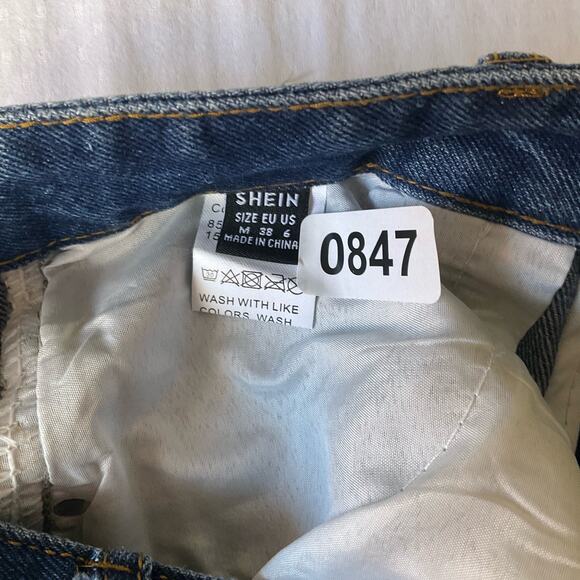 SHEIN
SIZE EU US
M 38 6
MADE IN CHINA
0847
WASH WITH LIKE
COLORS, WASH